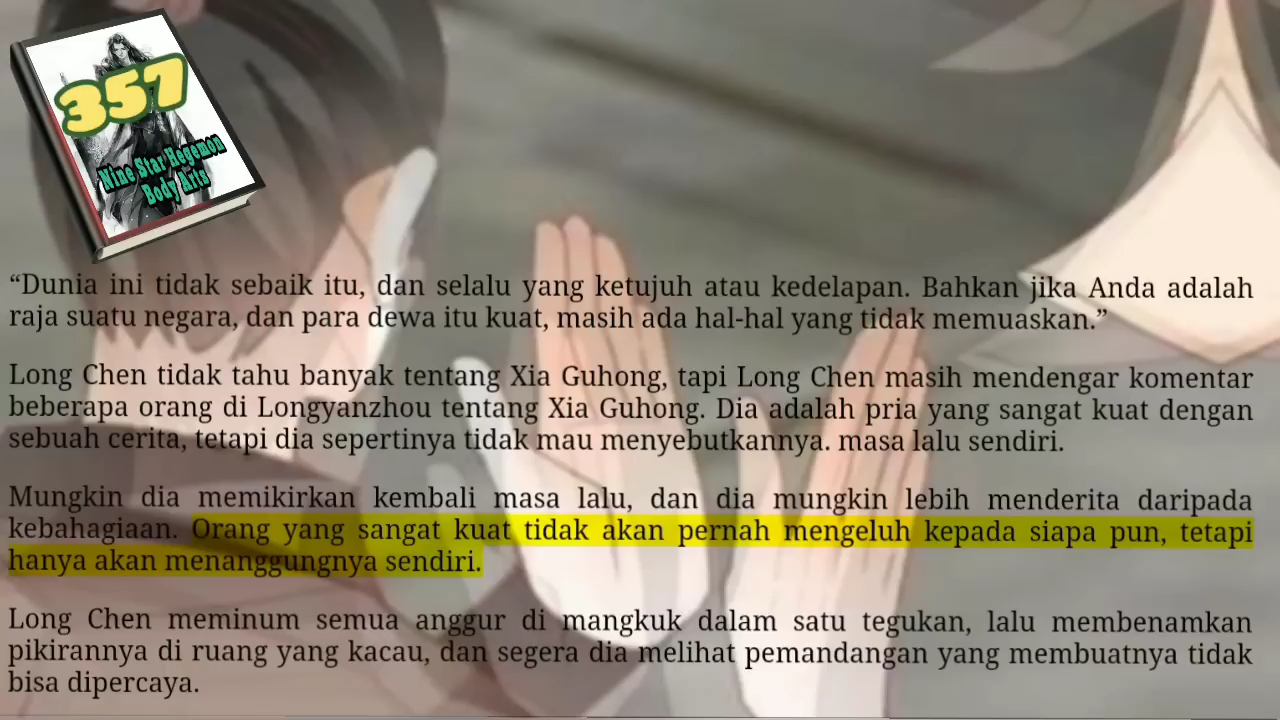 357
Nine Star Hegemon
Body Arts
“Dunia ini tidak sebaik itu, dan selalu yang ketujuh atau kedelapan. Bahkan jika Anda adalah
raja suatu negara, dan para dewa itu kuat, masih ada hal-hal yang tidak memuaskan.”
Long Chen tidak tahu banyak tentang Xia Guhong, tapi Long Chen masih mendengar komentar
beberapa orang di Longyanzhou tentang Xia Guhong. Dia adalah pria yang sangat kuat dengan
sebuah cerita, tetapi dia sepertinya tidak mau menyebutkannya. masa lalu sendiri.
Mungkin dia memikirkan kembali masa lalu, dan dia mungkin lebih menderita daripada
kebahagiaan. Orang yang sangat kuat tidak akan pernah mengeluh kepada siapa pun, tetapi
hanya akan menanggungnya sendiri.
Long Chen meminum semua anggur di mangkuk dalam satu tegukan, lalu membenamkan
pikirannya di ruang yang kacau, dan segera dia melihat pemandangan yang membuatnya tidak
bisa dipercaya.